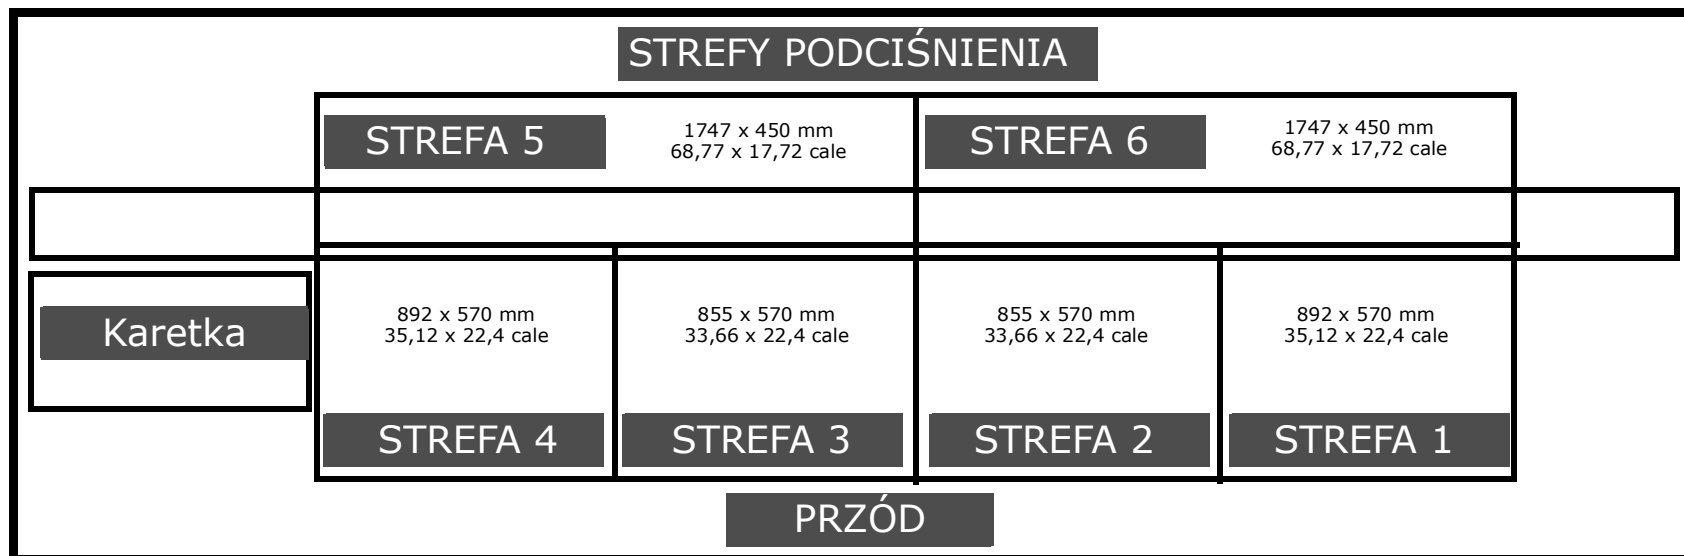 STREFY PODCIŚNIENIA
STREFA 5
1747 x 450 mm
68,77 x 17,72 cale
STREFA 6
1747 x 450 mm
68,77 x 17,72 cale
Karetka
892 x 570 mm
35,12 x 22,4 cale
855 x 570 mm
33,66 x 22,4 cale
855 x 570 mm
33,66 x 22,4 cale
892 x 570 mm
35,12 x 22,4 cale
STREFA 4
STREFA 3
STREFA 2
STREFA 1
PRZÓD